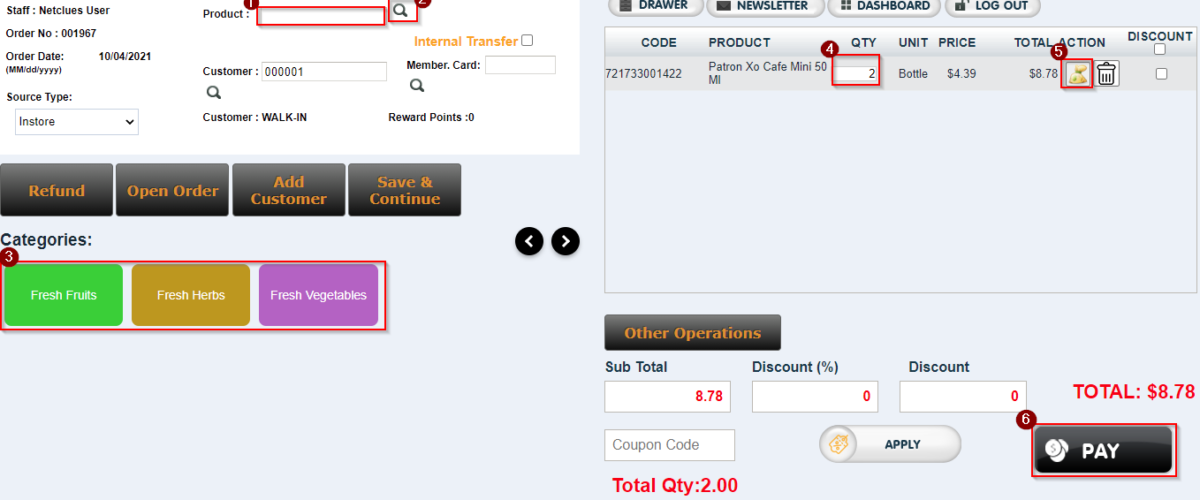 Staff : Netclues User
1
Product :
2
Order No : 001967
Internal Transfer
Order Date: 10/04/2021
(MM/dd/yyyy)
Customer : 000001
Member. Card:
Source Type:
Instore
Customer : WALK-IN
Reward Points :0
Refund
Open Order
Add
Customer
Save &
Continue
Categories:
3
Fresh Fruits
Fresh Herbs
Fresh Vegetables
DRAWER
NEWSLETTER
DASHBOARD
LOG OUT
CODE PRODUCT QTY UNIT PRICE TOTAL ACTION DISCOUNT
4
5
721733001422 Patron Xo Cafe Mini 50
Ml
2 Bottle $4.39 $8.78
Other Operations
Sub Total Discount (%) Discount
8.78 0 0
TOTAL: $8.78
6
Coupon Code
APPLY
PAY
Total Qty:2.00